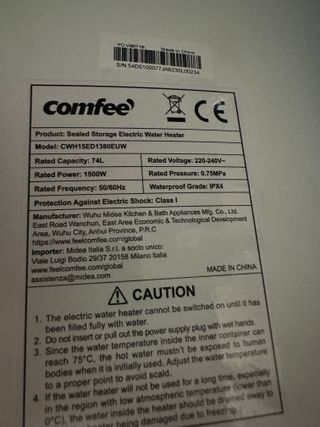 PO.V96718 Made in China
S/N:54D5100077JA6235L00234
comfee'
CE
Product: Sealed Storage Electric Water Heater
Model: CWH15ED1380EUW
Rated Capacity: 74L Rated Voltage: 220-240V~
Rated Power: 1500W Rated Pressure: 0.75MPa
Rated Frequency: 50/60Hz Waterproof Grade: IPX4
Protection Against Electric Shock: Class I
Manufacturer: Wuhu Midea Kitchen & Bath Appliances Mfg. Co., Ltd.
East Road Wanchun, East Area Economic & Technological Development
Area, Wuhu City, Anhui Province, P.R.C
https://www.feelcomfee.com/global
Importer: Midea Italia S.r.l. a socio unico:
Viale Luigi Bodio 29/37 20158 Milano Italia
www.feelcomfee.com/global
assistenza@midea.com MADE IN CHINA
CAUTION
1. The electric water heater cannot be switched on until it has
been filled fully with water.
2. Do not insert or pull out the power supply plug with wet hands.
3. Since the water temperature inside the inner container can
reach 75°C, the hot water mustn't be exposed to human
bodies when it is initially used. Adjust the water temperature
to a proper point to avoid scald.
4. If the water heater will not be used for a long time, especially
in the region with low atmospheric temperature (lower than
0°C), the water inside the heater should be drained away to
being damaged due to freezing.